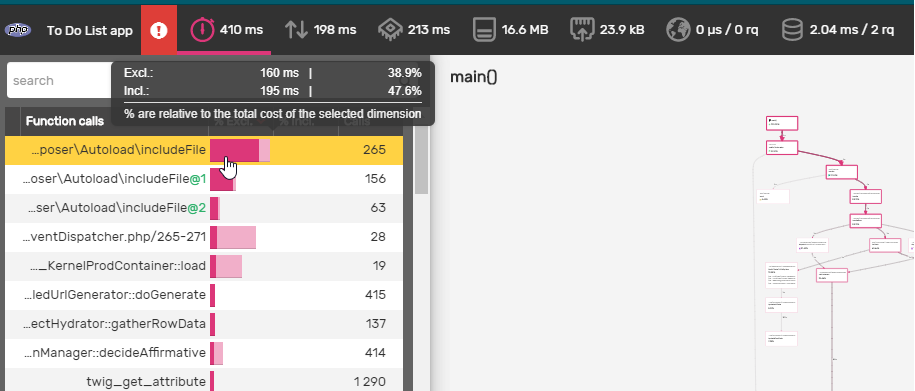 php To Do List app 410 ms 198 ms 213 ms 16.6 MB 23.9 kB 0 µs / 0 rq 2.04 ms / 2 rq
search
Excl.: 160 ms | 38.9%
Incl.: 195 ms | 47.6%
% are relative to the total cost of the selected dimension
main()
Function calls % Excl. % Incl. Calls
...poser\Autoload\includeFile 265
...oser\Autoload\includeFile@1 156
...ser\Autoload\includeFile@2 63
...ventDispatcher.php/265-271 28
..._KernelProdContainer::load 19
...ledUrlGenerator::doGenerate 415
...ectHydrator::gatherRowData 137
...nManager::decideAffirmative 414
twig_get_attribute 1 290